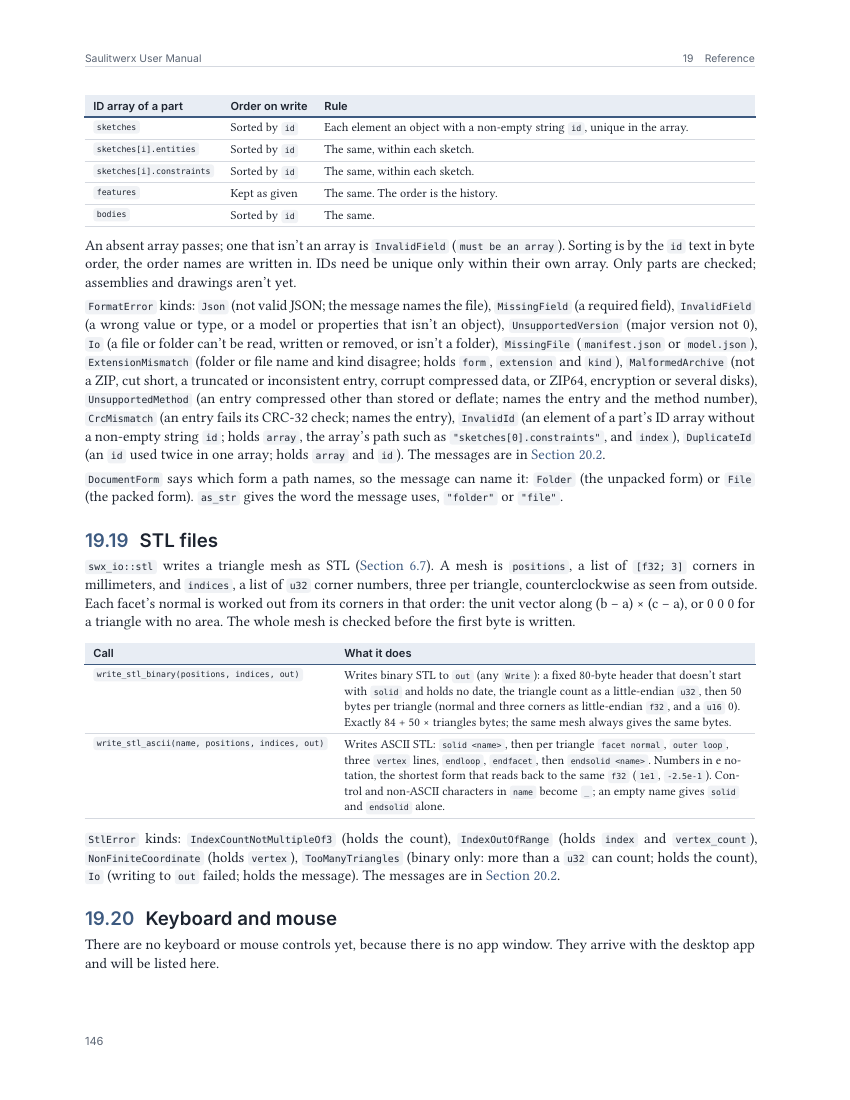 Saulitwerx User Manual
19 Reference
ID array of a part Order on write Rule
sketches Sorted by id Each element an object with a non-empty string id, unique in the array.
sketches[i].entities Sorted by id The same, within each sketch.
sketches[i].constraints Sorted by id The same, within each sketch.
features Kept as given The same. The order is the history.
bodies Sorted by id The same.
An absent array passes; one that isn't an array is InvalidField (must be an array). Sorting is by the id text in byte
order, the order names are written in. IDs need be unique only within their own array. Only parts are checked;
assemblies and drawings aren't yet.
FormatError kinds: Json (not valid JSON; the message names the file), MissingField (a required field), InvalidField
(a wrong value or type, or a model or properties that isn't an object), UnsupportedVersion (major version not 0),
Io (a file or folder can't be read, written or removed, or isn't a folder), MissingFile (manifest.json or model.json),
ExtensionMismatch (folder or file name and kind disagree; holds form, extension and kind), MalformedArchive (not
a ZIP, cut short, a truncated or inconsistent entry, corrupt compressed data, or ZIP64, encryption or several disks),
UnsupportedMethod (an entry compressed other than stored or deflate; names the entry and the method number),
CrcMismatch (an entry fails its CRC-32 check; names the entry), InvalidId (an element of a part's ID array without
a non-empty string id; holds array, the array's path such as "sketches[0].constraints", and index), DuplicateId
(an id used twice in one array; holds array and id). The messages are in Section 20.2.
DocumentForm says which form a path names, so the message can name it: Folder (the unpacked form) or File
(the packed form). as_str gives the word the message uses, "folder" or "file".
19.19 STL files
swx_io::stl writes a triangle mesh as STL (Section 6.7). A mesh is positions, a list of [f32; 3] corners in
millimeters, and indices, a list of u32 corner numbers, three per triangle, counterclockwise as seen from outside.
Each facet's normal is worked out from its corners in that order: the unit vector along (b − a) × (c − a), or 0 0 0 for
a triangle with no area. The whole mesh is checked before the first byte is written.
Call What it does
write_stl_binary(positions, indices, out) Writes binary STL to out (any Write): a fixed 80-byte header that doesn't start
with solid and holds no date, the triangle count as a little-endian u32, then 50
bytes per triangle (normal and three corners as little-endian f32, and a u16 0).
Exactly 84 + 50 × triangles bytes; the same mesh always gives the same bytes.
write_stl_ascii(name, positions, indices, out) Writes ASCII STL: solid <name>, then per triangle facet normal, outer loop,
three vertex lines, endloop, endfacet, then endsolid <name>. Numbers in e no-
tation, the shortest form that reads back to the same f32 (1e1, -2.5e-1). Con-
trol and non-ASCII characters in name become _; an empty name gives solid
and endsolid alone.
StlError kinds: IndexCountNotMultipleOf3 (holds the count), IndexOutOfRange (holds index and vertex_count),
NonFiniteCoordinate (holds vertex), TooManyTriangles (binary only: more than a u32 can count; holds the count),
Io (writing to out failed; holds the message). The messages are in Section 20.2.
19.20 Keyboard and mouse
There are no keyboard or mouse controls yet, because there is no app window. They arrive with the desktop app
and will be listed here.
146